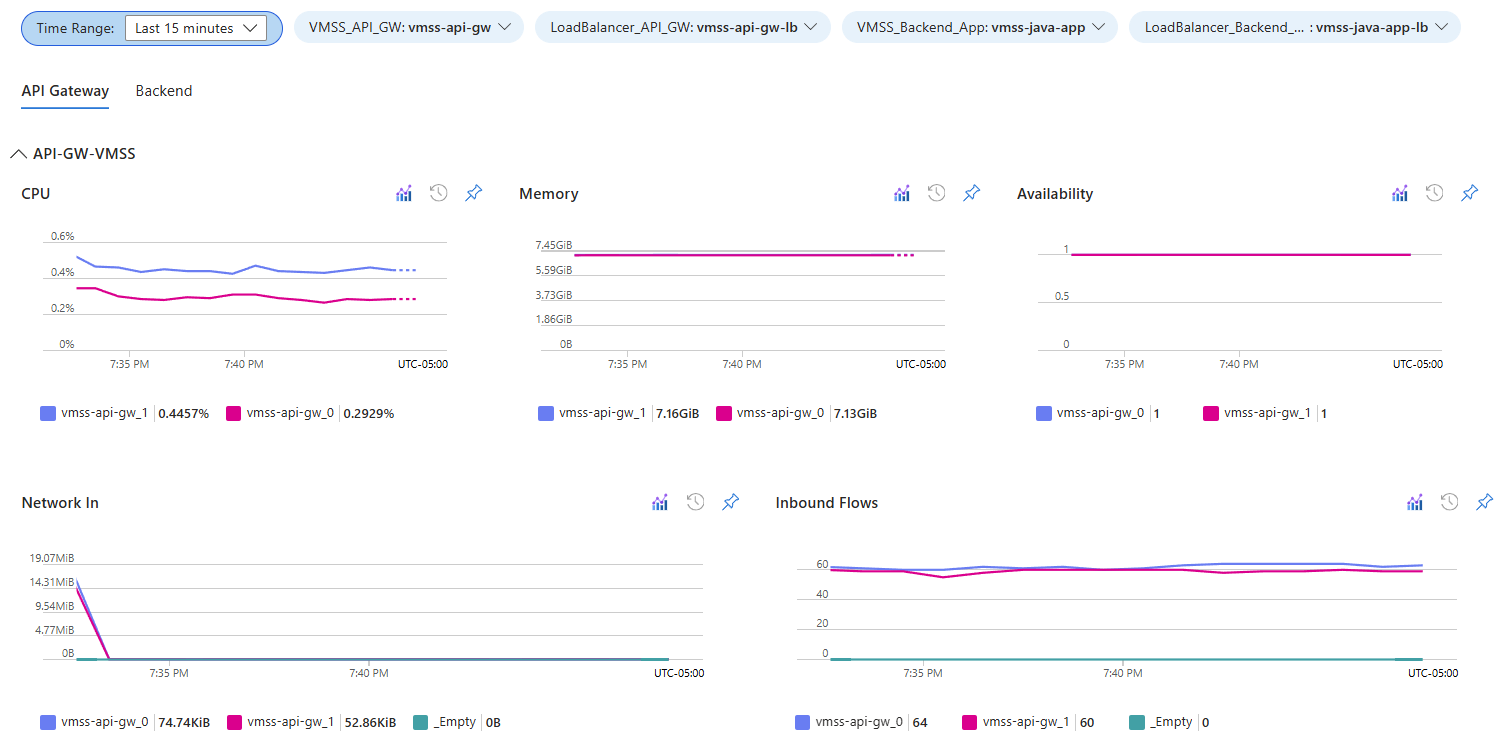 Time Range: Last 15 minutes VMSS_API_GW: vmss-api-gw LoadBalancer_API_GW: vmss-api-gw-lb VMSS_Backend_App: vmss-java-app LoadBalancer_Backend_... : vmss-java-app-lb
API Gateway Backend
API-GW-VMSS
CPU
0.6%
0.4%
0.2%
0%
7:35 PM 7:40 PM UTC-05:00
vmss-api-gw_1 0.4457% vmss-api-gw_0 0.2929%
Memory
7.45GiB
5.59GiB
3.73GiB
1.86GiB
0B
7:35 PM 7:40 PM UTC-05:00
vmss-api-gw_1 7.16GiB vmss-api-gw_0 7.13GiB
Availability
1
0.5
0
7:35 PM 7:40 PM UTC-05:00
vmss-api-gw_0 1 vmss-api-gw_1 1
Network In
19.07MiB
14.31MiB
9.54MiB
4.77MiB
0B
7:35 PM 7:40 PM UTC-05:00
vmss-api-gw_0 74.74KiB vmss-api-gw_1 52.86KiB _Empty 0B
Inbound Flows
60
40
20
0
7:35 PM 7:40 PM UTC-05:00
vmss-api-gw_0 64 vmss-api-gw_1 60 _Empty 0